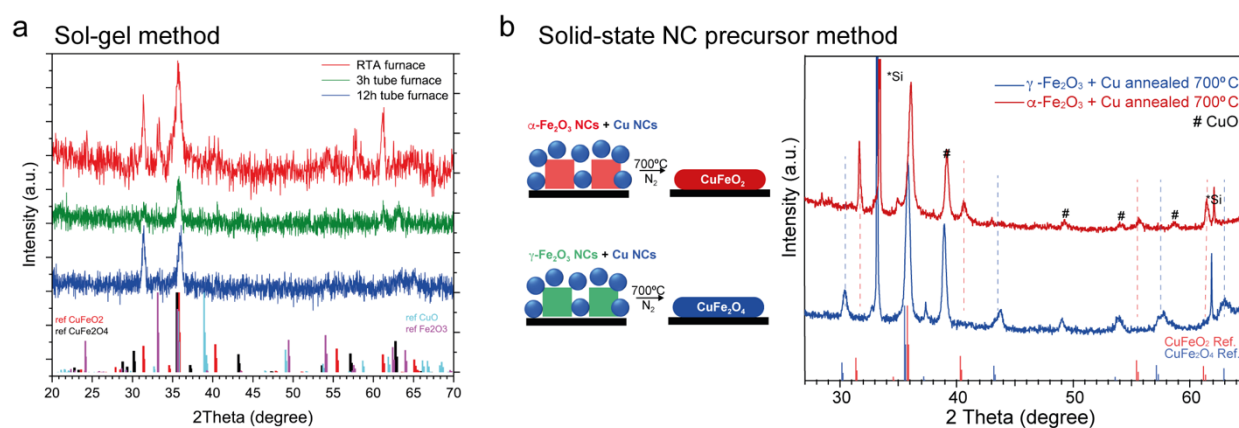 a Sol-gel method
Intensity (a.u.)
RTA furnace
3h tube furnace
12h tube furnace
ref CuFeO2
ref CuFe2O4
ref CuO
ref Fe2O3
20 25 30 35 40 45 50 55 60 65 70
2Theta (degree)
b Solid-state NC precursor method
α-Fe₂O₃ NCs + Cu NCs
700ºC
N₂
CuFeO₂
γ-Fe₂O₃ NCs + Cu NCs
700ºC
N₂
CuFe₂O₄
Intensity (a.u.)
*Si
γ -Fe₂O₃ + Cu annealed 700º C
α-Fe₂O₃ + Cu annealed 700º C
# CuO
#
# # #
*Si
CuFeO₂ Ref.
CuFe₂O₄ Ref.
30 40 50 60
2 Theta (degree)